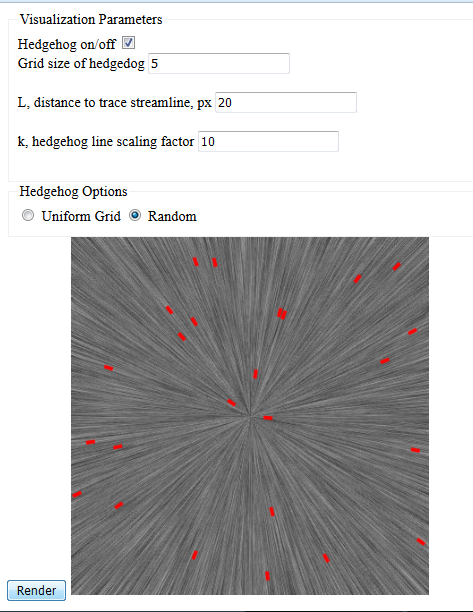 Visualization Parameters
Hedgehog on/off
Grid size of hedgedog 5
L, distance to trace streamline, px 20
k, hedgehog line scaling factor 10
Hedgehog Options
Uniform Grid Random
Render